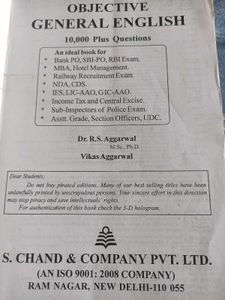 OBJECTIVE
GENERAL ENGLISH
10,000 Plus Questions
An ideal book for
* Bank PO, SBI-PO, RBI Exam.
* MBA, Hotel Management.
* Railway Recruitment Exam.
* NDA, CDS.
* IES, LIC-AAO, GIC-AAO.
* Income Tax and Central Excise.
* Sub-Inspectors of Police Exam.
* Asstt. Grade, Section Officers, UDC.
Dr. R.S. Aggarwal
M.Sc., Ph.D.
Vikas Aggarwal
Dear Students,
Do not buy pirated editions. Many of our best selling titles have been
unlawfully printed by unscrupulous persons. Your sincere effort in this direction
may stop piracy and save intellectuals' rights.
For authentication of this book check the 3-D hologram.
S. CHAND & COMPANY PVT. LTD.
(AN ISO 9001: 2008 COMPANY)
RAM NAGAR, NEW DELHI-110 055